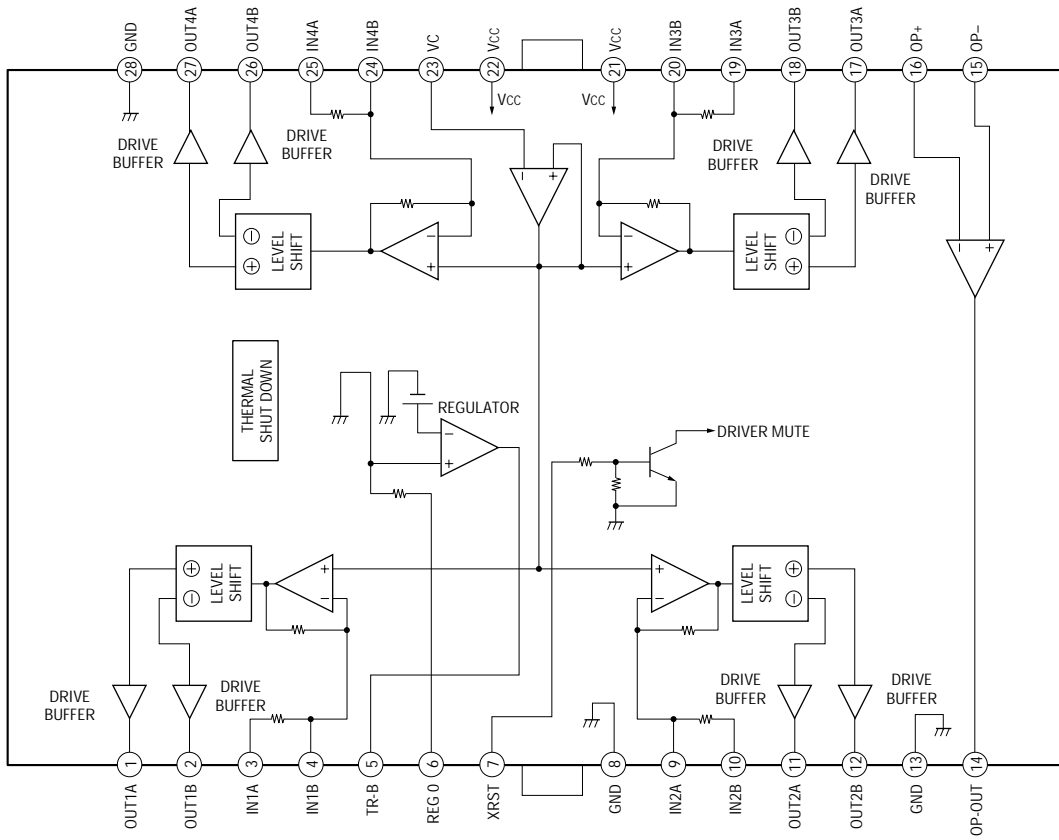 GND
OUT4A
OUT4B
IN4A
IN4B
VC
VCC
VCC
IN3B
IN3A
OUT3B
OUT3A
OP+
OP−
28
27
26
25
24
23
22
21
20
19
18
17
16
15
VCC
VCC
DRIVE
BUFFER
DRIVE
BUFFER
DRIVE
BUFFER
DRIVE
BUFFER
− +
− +
LEVEL
SHIFT
− +
− +
− +
LEVEL
SHIFT
− +
− +
THERMAL
SHUT DOWN
REGULATOR
− +
DRIVER MUTE
LEVEL
SHIFT
+ −
+ −
+ −
LEVEL
SHIFT
+ −
DRIVE
BUFFER
DRIVE
BUFFER
DRIVE
BUFFER
DRIVE
BUFFER
1
2
3
4
5
6
7
8
9
10
11
12
13
14
OUT1A
OUT1B
IN1A
IN1B
TR-B
REG 0
XRST
GND
IN2A
IN2B
OUT2A
OUT2B
GND
OP-OUT